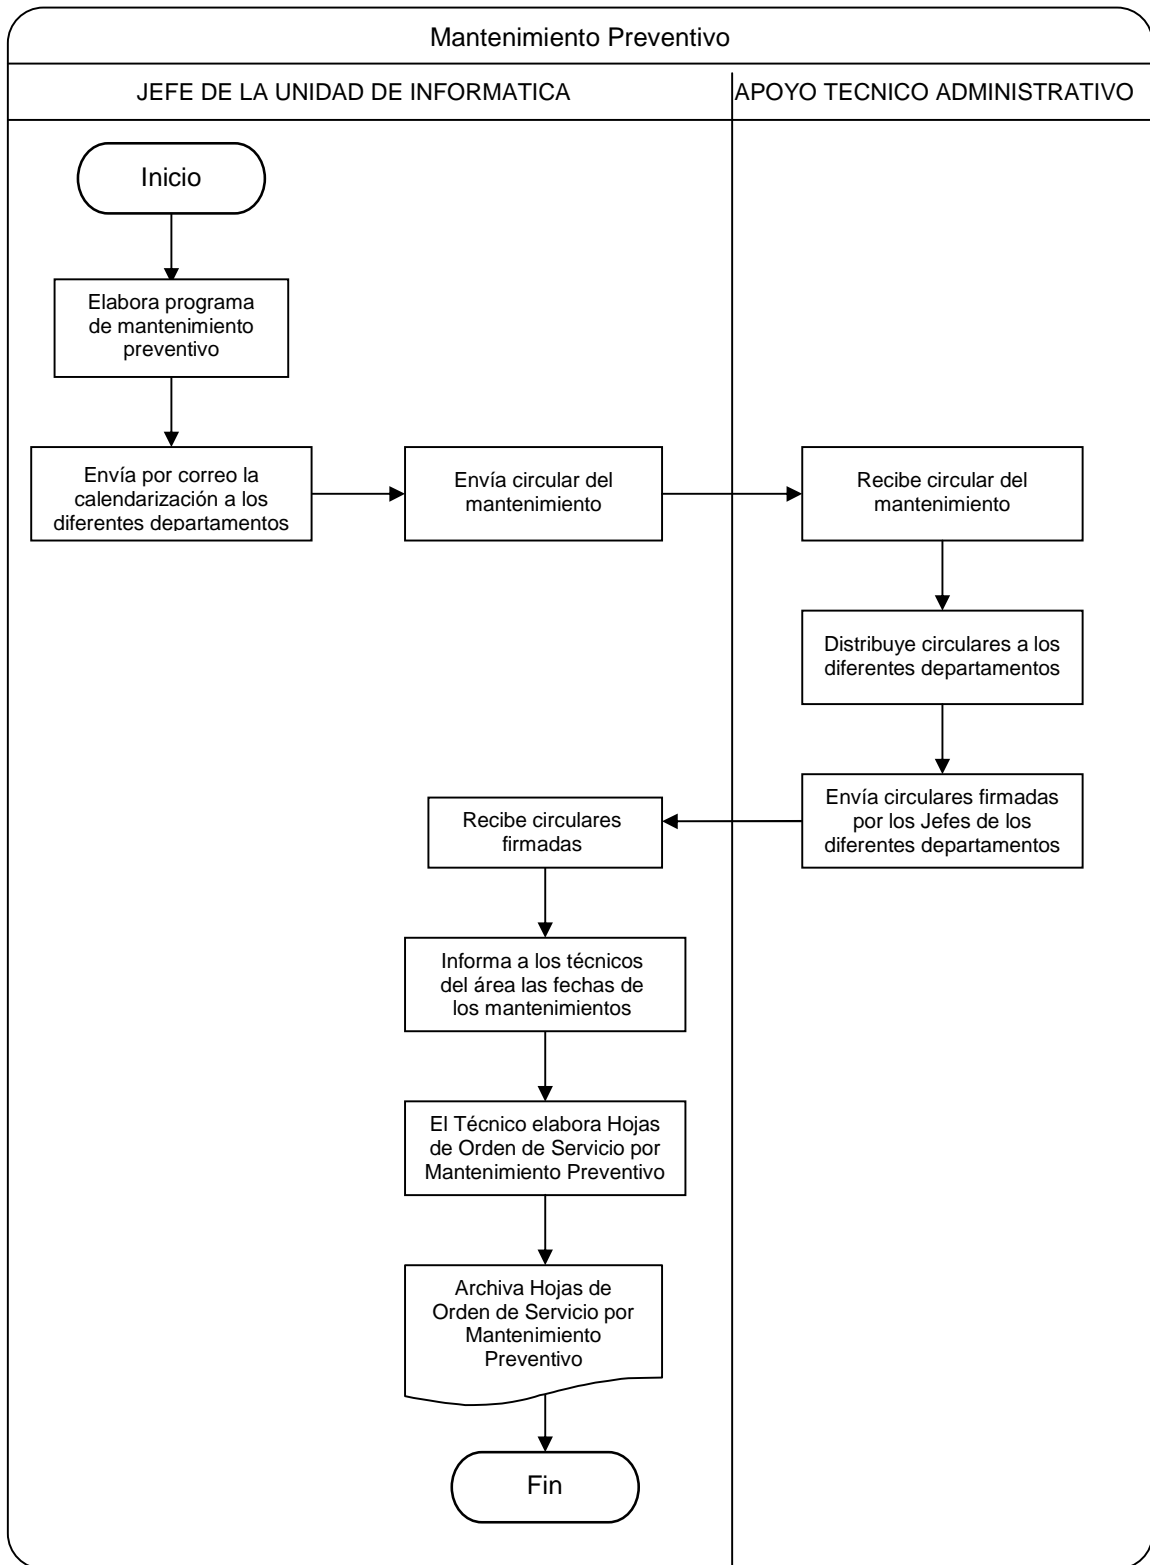 Mantenimiento Preventivo
JEFE DE LA UNIDAD DE INFORMATICA
APOYO TECNICO ADMINISTRATIVO
Inicio
Elabora programa
de mantenimiento
preventivo
Envía por correo la
calendarización a los
diferentes departamentos
Envía circular del
mantenimiento
Recibe circular del
mantenimiento
Distribuye circulares a los
diferentes departamentos
Envía circulares firmadas
por los Jefes de los
diferentes departamentos
Recibe circulares
firmadas
Informa a los técnicos
del área las fechas de
los mantenimientos
El Técnico elabora Hojas
de Orden de Servicio por
Mantenimiento Preventivo
Archiva Hojas de
Orden de Servicio por
Mantenimiento
Preventivo
Fin